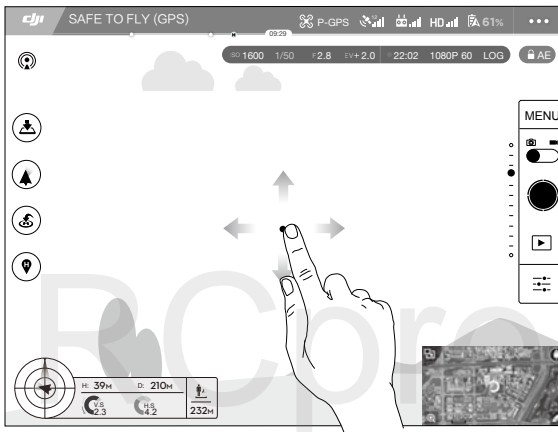 dji SAFE TO FLY (GPS) P-GPS 12 HD 61%
09:29
ISO 1600 1/50 F2.8 EV+2.0 22:02 1080P 60 LOG AE
MENU
H
RCpro
H: 39M D: 210M
V.S 2.3 H.S 4.2 232M